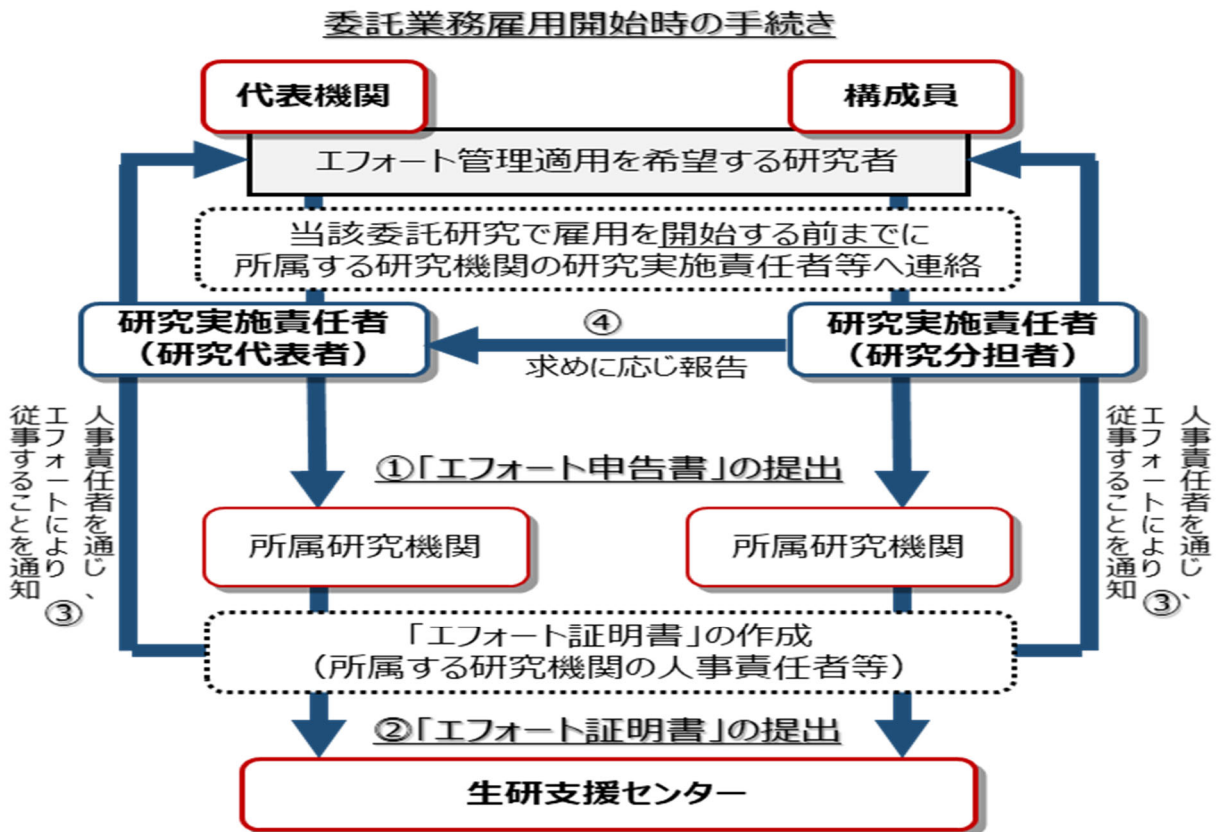 委託業務雇用開始時の手続き
代表機関
構成員
エフォート管理適用を希望する研究者
当該委託研究で雇用を開始する前までに
所属する研究機関の研究実施責任者等へ連絡
研究実施責任者
（研究代表者）
④
求めに応じ報告
研究実施責任者
（研究分担者）
人事責任者を通じ、
エフォートにより
従事することを通知
③
①「エフォート申告書」の提出
人事責任者を通じ、
エフォートにより
従事することを通知
③
所属研究機関
所属研究機関
「エフォート証明書」の作成
（所属する研究機関の人事責任者等）
②「エフォート証明書」の提出
生研支援センター